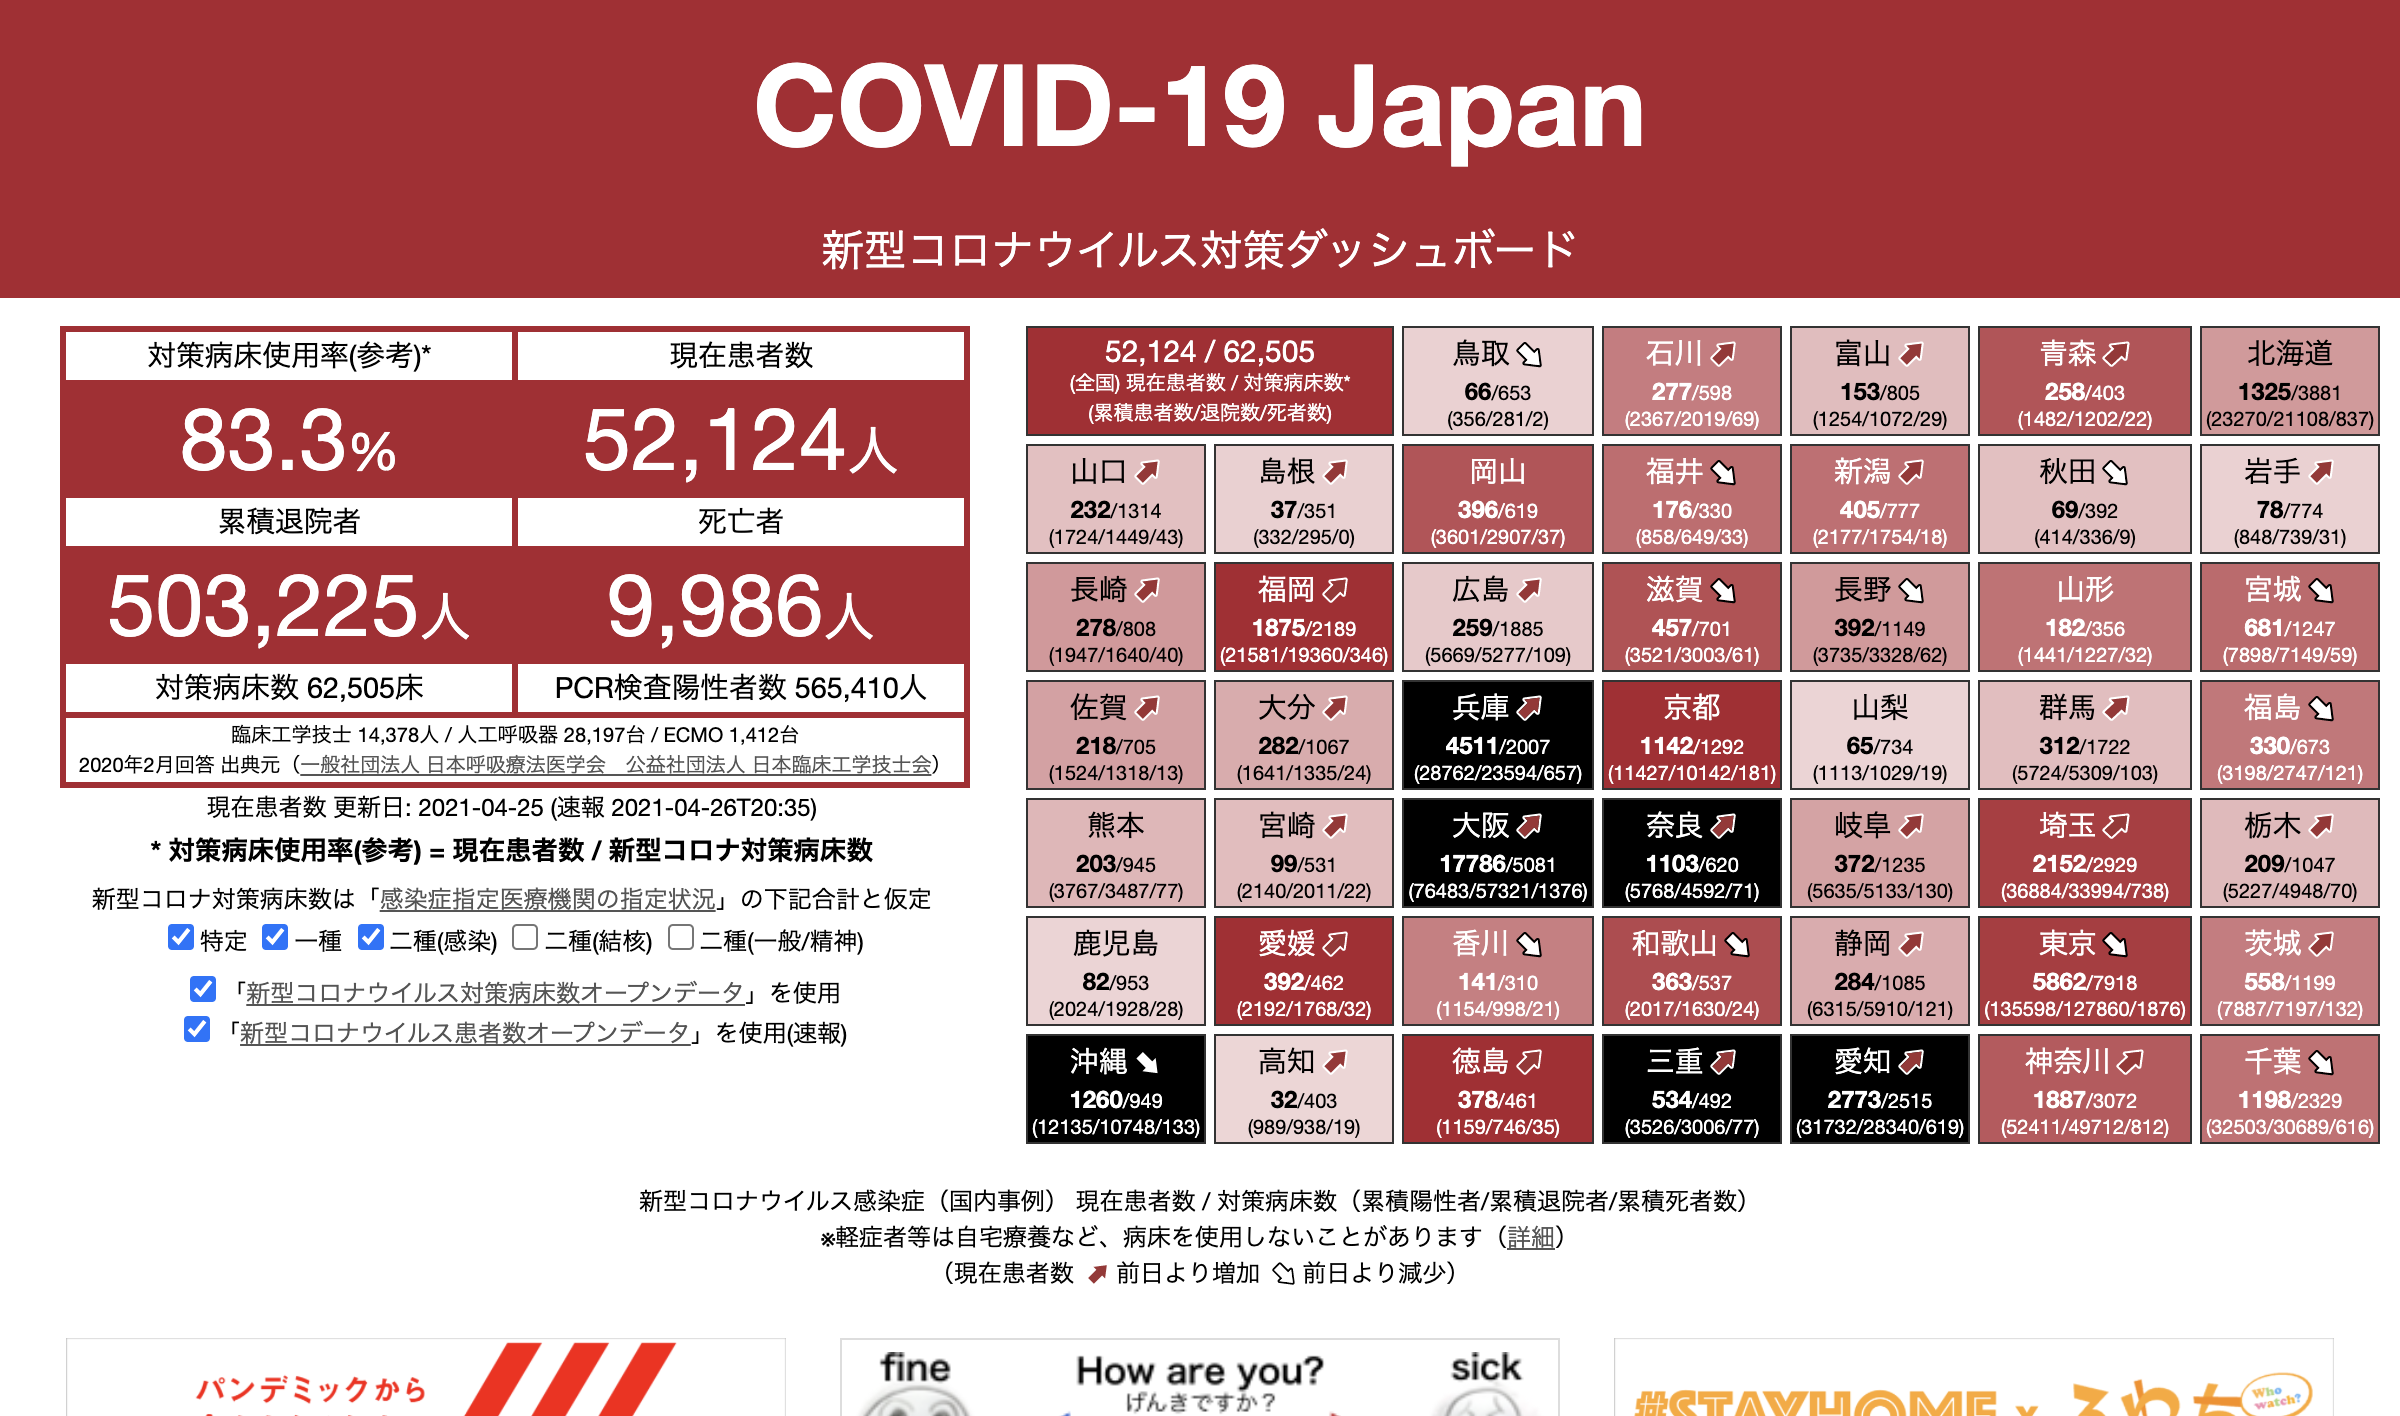 COVID-19 Japan
新型コロナウイルス対策ダッシュボード
対策病床使用率(参考)*
現在患者数
83.3%
52,124人
累積退院者
死亡者
503,225人
9,986人
対策病床数 62,505床
PCR検査陽性者数 565,410人
臨床工学技士 14,378人 / 人工呼吸器 28,197台 / ECMO 1,412台
2020年2月回答 出典元（一般社団法人 日本呼吸療法医学会　公益社団法人 日本臨床工学技士会）
現在患者数 更新日: 2021-04-25 (速報 2021-04-26T20:35)
* 対策病床使用率(参考) = 現在患者数 / 新型コロナ対策病床数
新型コロナ対策病床数は「感染症指定医療機関の指定状況」の下記合計と仮定
特定 一種 二種(感染) 二種(結核) 二種(一般/精神)
「新型コロナウイルス対策病床数オープンデータ」を使用
「新型コロナウイルス患者数オープンデータ」を使用(速報)
52,124 / 62,505
(全国) 現在患者数 / 対策病床数*
(累積患者数/退院数/死者数)
鳥取
66/653
(356/281/2)
石川
277/598
(2367/2019/69)
富山
153/805
(1254/1072/29)
青森
258/403
(1482/1202/22)
北海道
1325/3881
(23270/21108/837)
山口
232/1314
(1724/1449/43)
島根
37/351
(332/295/0)
岡山
396/619
(3601/2907/37)
福井
176/330
(858/649/33)
新潟
405/777
(2177/1754/18)
秋田
69/392
(414/336/9)
岩手
78/774
(848/739/31)
長崎
278/808
(1947/1640/40)
福岡
1875/2189
(21581/19360/346)
広島
259/1885
(5669/5277/109)
滋賀
457/701
(3521/3003/61)
長野
392/1149
(3735/3328/62)
山形
182/356
(1441/1227/32)
宮城
681/1247
(7898/7149/59)
佐賀
218/705
(1524/1318/13)
大分
282/1067
(1641/1335/24)
兵庫
4511/2007
(28762/23594/657)
京都
1142/1292
(11427/10142/181)
山梨
65/734
(1113/1029/19)
群馬
312/1722
(5724/5309/103)
福島
330/673
(3198/2747/121)
熊本
203/945
(3767/3487/77)
宮崎
99/531
(2140/2011/22)
大阪
17786/5081
(76483/57321/1376)
奈良
1103/620
(5768/4592/71)
岐阜
372/1235
(5635/5133/130)
埼玉
2152/2929
(36884/33994/738)
栃木
209/1047
(5227/4948/70)
鹿児島
82/953
(2024/1928/28)
愛媛
392/462
(2192/1768/32)
香川
141/310
(1154/998/21)
和歌山
363/537
(2017/1630/24)
静岡
284/1085
(6315/5910/121)
東京
5862/7918
(135598/127860/1876)
茨城
558/1199
(7887/7197/132)
沖縄
1260/949
(12135/10748/133)
高知
32/403
(989/938/19)
徳島
378/461
(1159/746/35)
三重
534/492
(3526/3006/77)
愛知
2773/2515
(31732/28340/619)
神奈川
1887/3072
(52411/49712/812)
千葉
1198/2329
(32503/30689/616)
新型コロナウイルス感染症（国内事例） 現在患者数 / 対策病床数（累積陽性者/累積退院者/累積死者数）
※軽症者等は自宅療養など、病床を使用しないことがあります（詳細）
（現在患者数 前日より増加 前日より減少）
パンデミックから
fine
How are you?
げんきですか？
sick
#STAYHOME x ふわっち
Who watch?